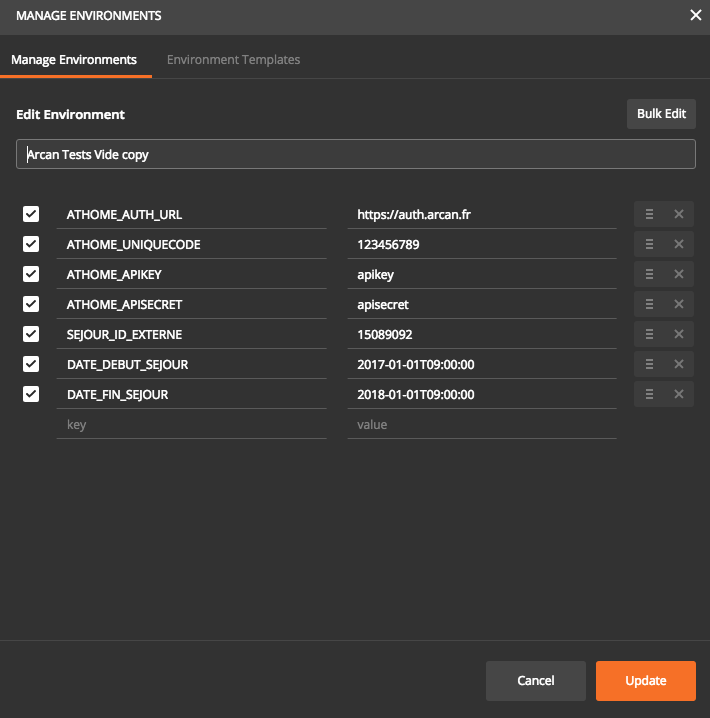 MANAGE ENVIRONMENTS
Manage Environments Environment Templates
Edit Environment Bulk Edit
Arcan Tests Vide copy
ATHOME_AUTH_URL https://auth.arcan.fr
ATHOME_UNIQUECODE 123456789
ATHOME_APIKEY apikey
ATHOME_APISECRET apisecret
SEJOUR_ID_EXTERNE 15089092
DATE_DEBUT_SEJOUR 2017-01-01T09:00:00
DATE_FIN_SEJOUR 2018-01-01T09:00:00
key value
Cancel Update